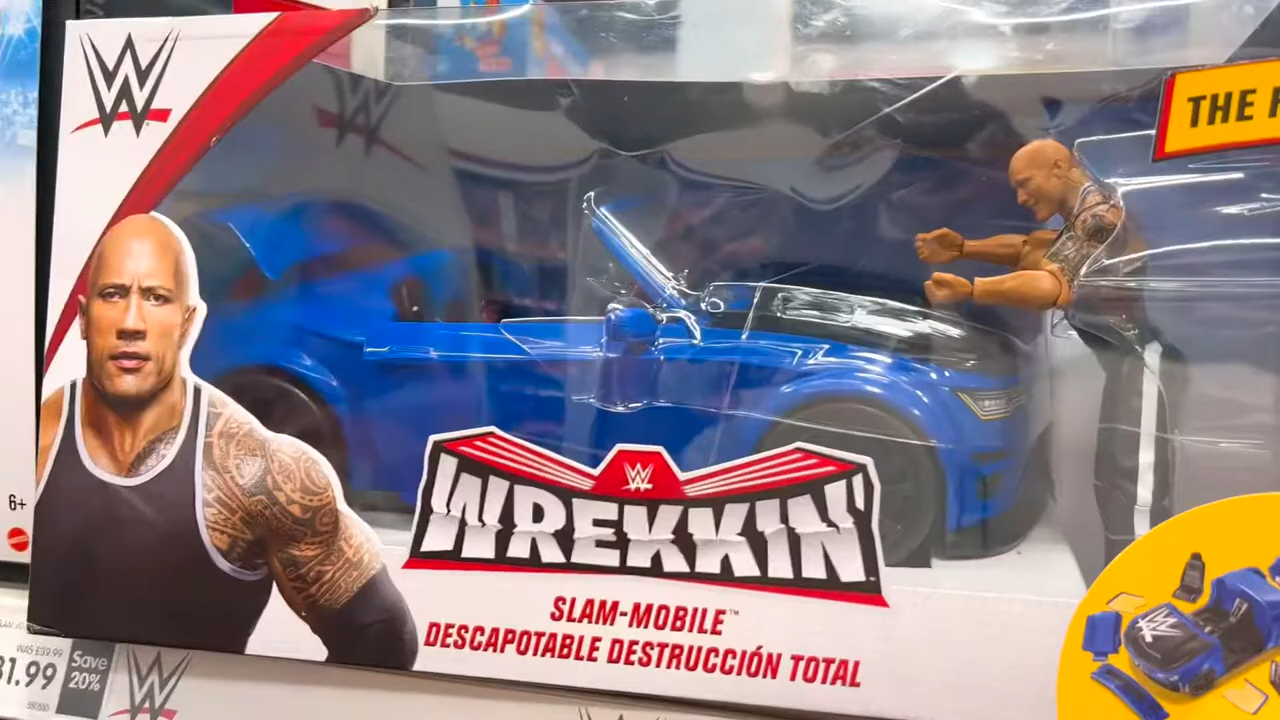 W
THE
6+
W
WREKKIN'
SLAM-MOBILE™
DESCAPOTABLE DESTRUCCIÓN TOTAL
WAS £39.99
31.99
Save
20%